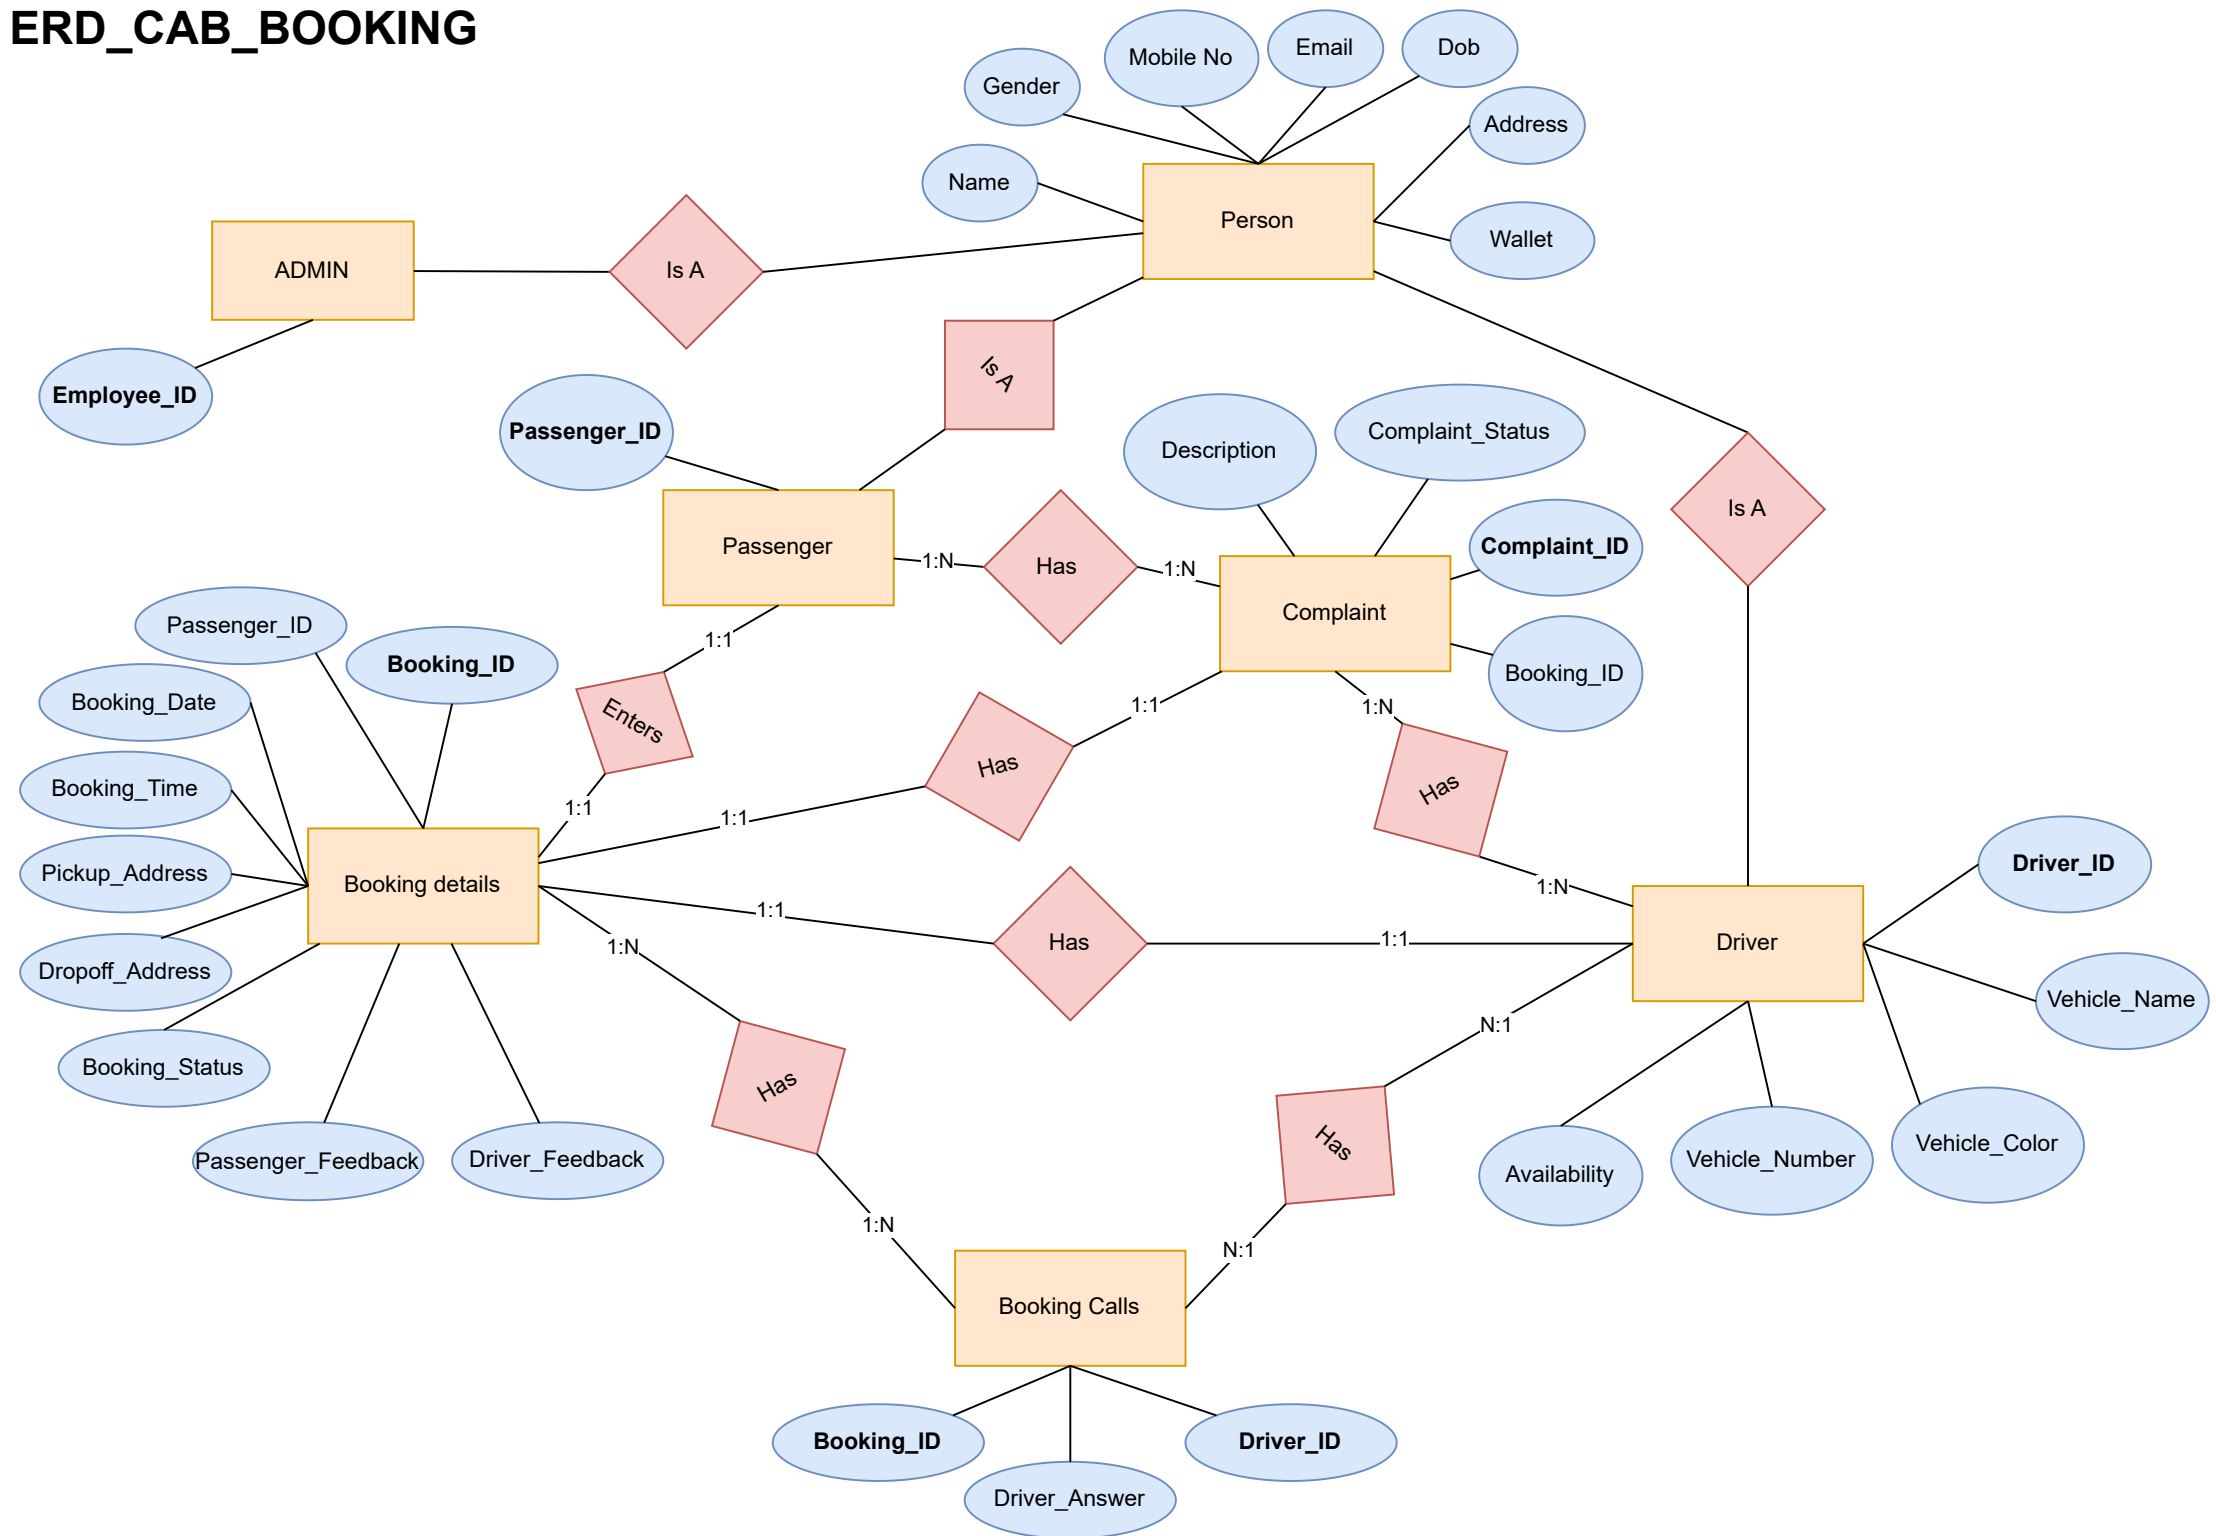 ERD_CAB_BOOKING
Gender
Mobile No
Email
Dob
Address
Name
Person
Wallet
ADMIN
Is A
Employee_ID
Is A
Passenger_ID
Description
Complaint_Status
Is A
Passenger
1:N
Has
1:N
Complaint_ID
Complaint
Booking_ID
Passenger_ID
Booking_ID
1:1
Booking_Date
Enters
1:1
1:N
Has
Has
Booking_Time
1:1
1:1
Pickup_Address
Booking details
1:N
Driver_ID
1:1
Has
1:1
Driver
1:N
Dropoff_Address
Vehicle_Name
N:1
Booking_Status
Has
Has
Passenger_Feedback
Driver_Feedback
Availability
Vehicle_Number
Vehicle_Color
1:N
N:1
Booking Calls
Booking_ID
Driver_ID
Driver_Answer